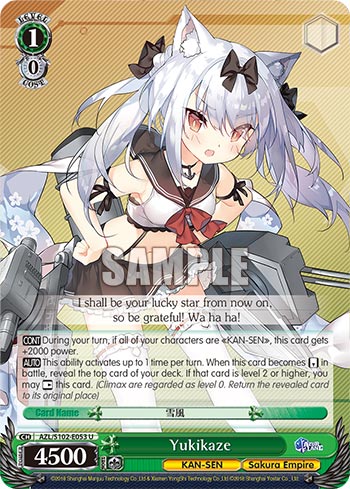 LEVEL
1
0
COST
SAMPLE
I shall be your lucky star from now on,
so be grateful! Wa ha ha!
CONT During your turn, if all of your characters are «KAN-SEN», this card gets
+2000 power.
AUTO This ability activates up to 1 time per turn. When this card becomes
in
battle, reveal the top card of your deck. If that card is level 2 or higher, you
may
this card. (Climax are regarded as level 0. Return the revealed card
to its original place)
Card Name
雪風
CH AZL/S102-E053 U
Yukikaze
POWER 4500
KAN-SEN
Sakura Empire